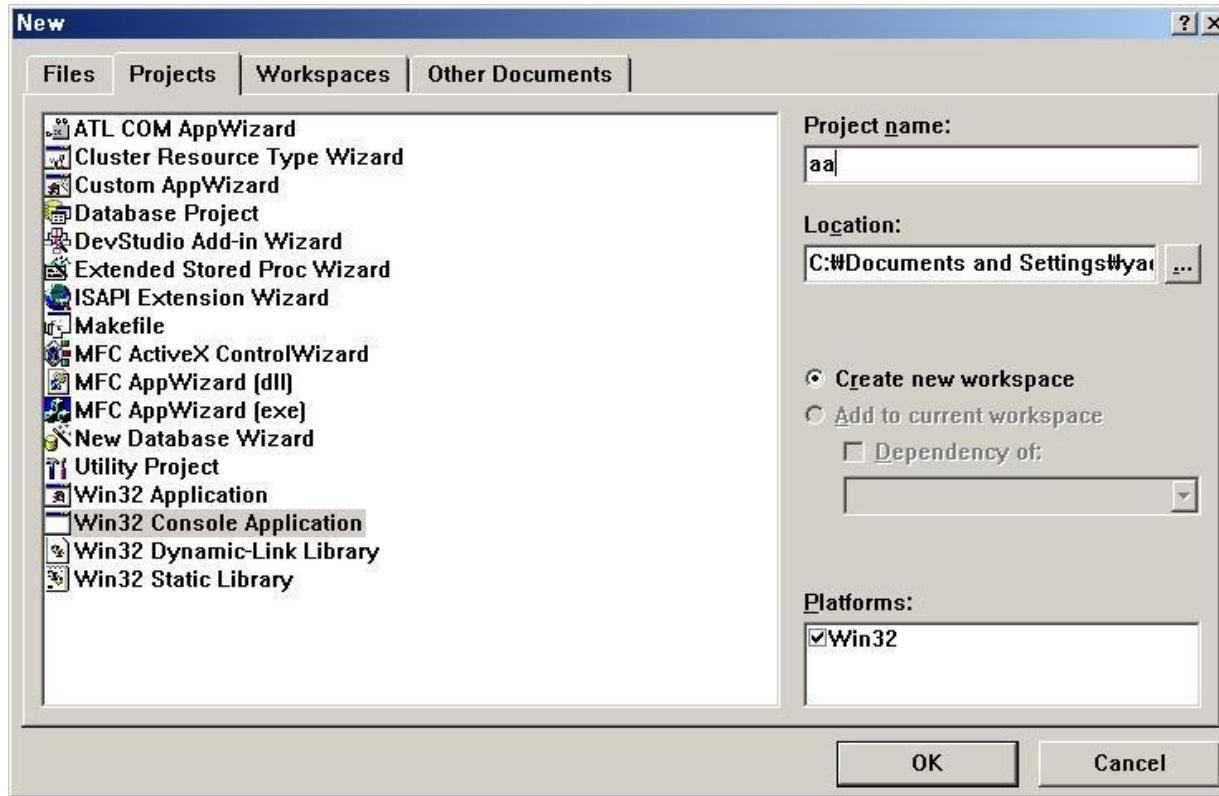 New
Files Projects Workspaces Other Documents
ATL COM AppWizard
Cluster Resource Type Wizard
Custom AppWizard
Database Project
DevStudio Add-in Wizard
Extended Stored Proc Wizard
ISAPI Extension Wizard
Makefile
MFC ActiveX ControlWizard
MFC AppWizard (dll)
MFC AppWizard (exe)
New Database Wizard
Utility Project
Win32 Application
Win32 Console Application
Win32 Dynamic-Link Library
Win32 Static Library
Project name:
aa
Location:
C:₩Documents and Settings₩yac
...
Create new workspace
Add to current workspace
Dependency of:
Platforms:
Win32
OK Cancel